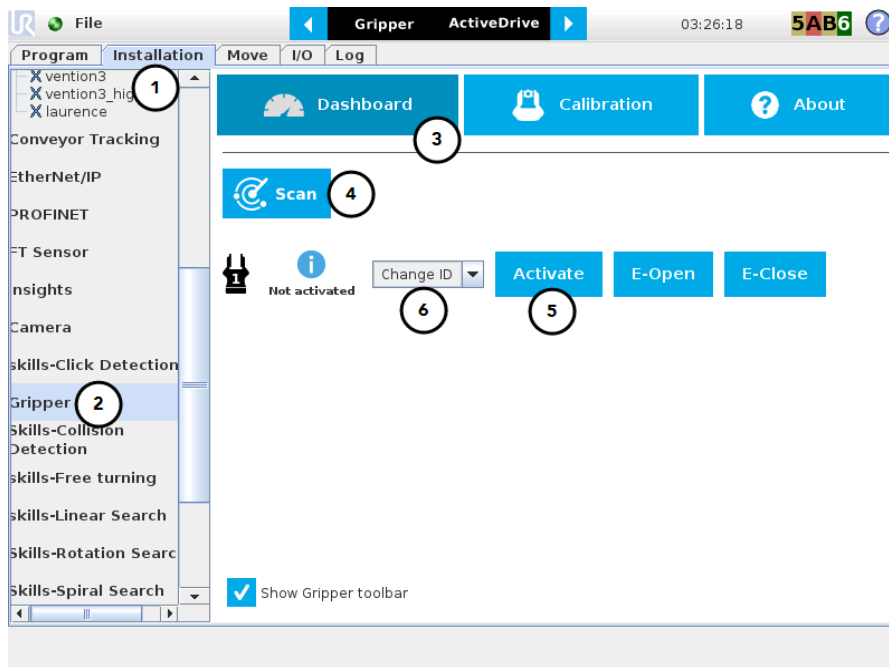 UR File Gripper ActiveDrive 03:26:18 5AB6 ?
Program Installation Move I/O Log
vention3
vention3_hig
laurence
1
Conveyor Tracking
EtherNet/IP
PROFINET
FT Sensor
Insights
Camera
skills-Click Detection
Gripper 2
Skills-Collision
Detection
skills-Free turning
skills-Linear Search
Skills-Rotation Searc
Skills-Spiral Search
Dashboard Calibration ? About
3
Scan 4
1 i Not activated Change ID Activate E-Open E-Close
6 5
Show Gripper toolbar